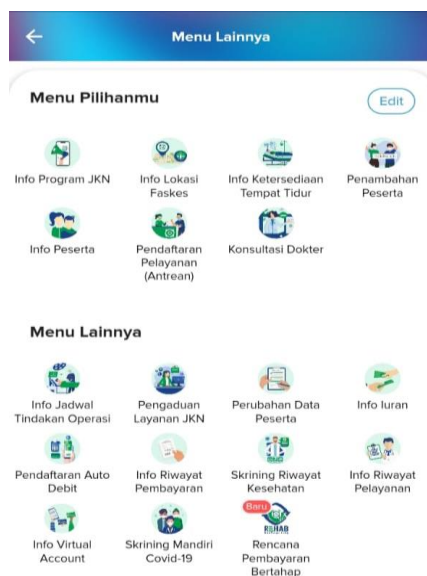 Menu Lainnya
Menu Pilihanmu
Edit
Info Program JKN
Info Lokasi
Faskes
Info Ketersediaan
Tempat Tidur
Penambahan
Peserta
Info Peserta
Pendaftaran
Pelayanan
(Antrean)
Konsultasi Dokter
Menu Lainnya
Info Jadwal
Tindakan Operasi
Pengaduan
Layanan JKN
Perubahan Data
Peserta
Info Iuran
Pendaftaran Auto
Debit
Info Riwayat
Pembayaran
Skrining Riwayat
Kesehatan
Info Riwayat
Pelayanan
Info Virtual
Account
Skrining Mandiri
Covid-19
Baru
REHAB
Rencana
Pembayaran
Bertahap